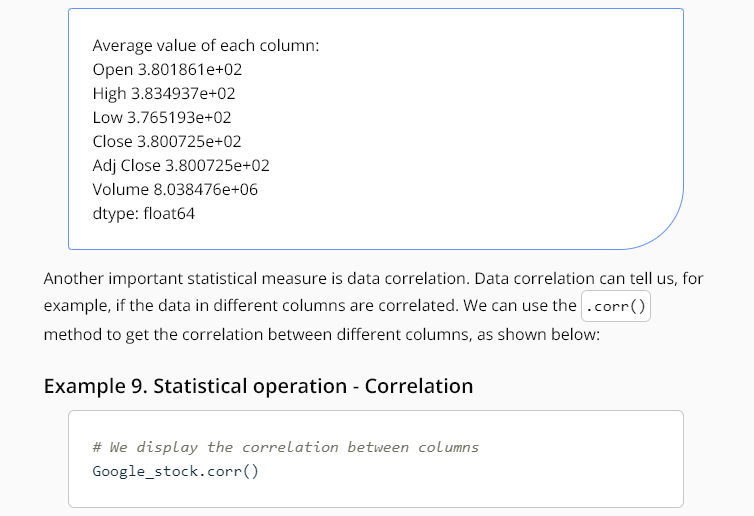 Average value of each column:
Open 3.801861e+02
High 3.834937e+02
Low 3.765193e+02
Close 3.800725e+02
Adj Close 3.800725e+02
Volume 8.038476e+06
dtype: float64
Another important statistical measure is data correlation. Data correlation can tell us, for
example, if the data in different columns are correlated. We can use the .corr()
method to get the correlation between different columns, as shown below:
Example 9. Statistical operation - Correlation
# We display the correlation between columns
Google_stock.corr()